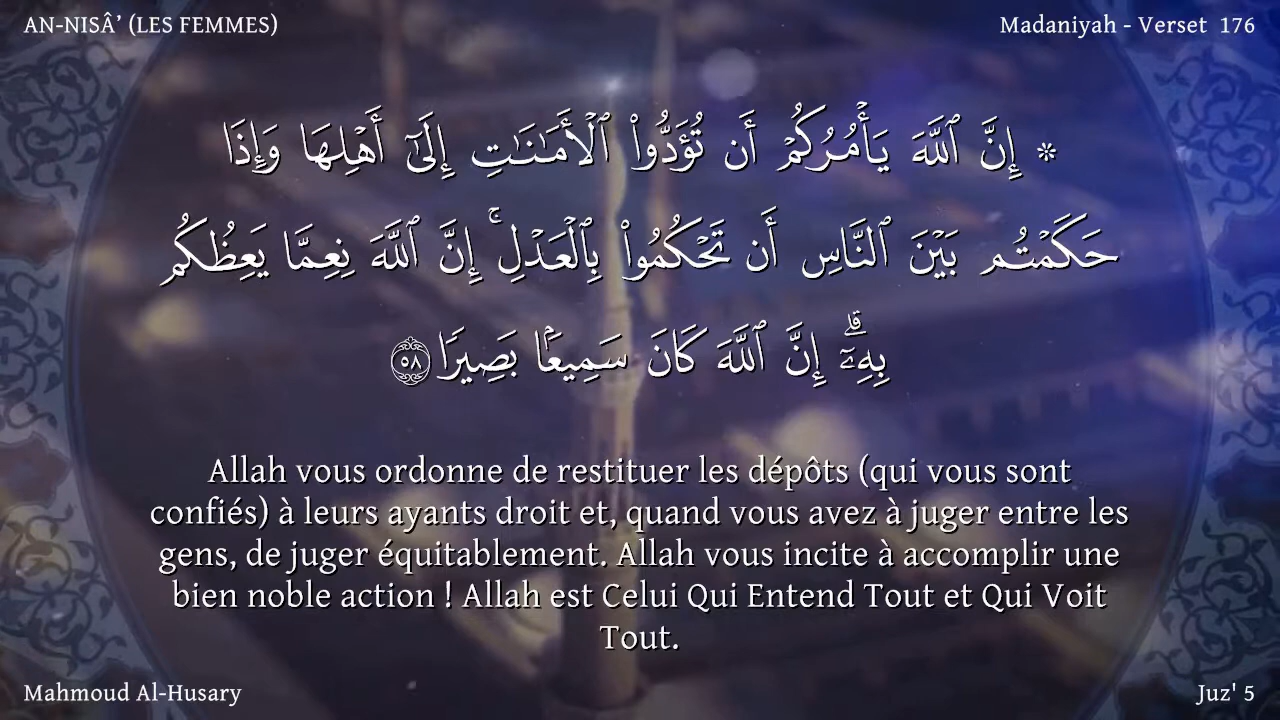 AN-NISÂ’ (LES FEMMES)
Madaniyah - Verset 176
۞ إِنَّ ٱللَّهَ يَأْمُرُكُمْ أَن تُؤَدُّوا۟ ٱلْأَمَـٰنَـٰتِ إِلَىٰٓ أَهْلِهَا وَإِذَا
حَكَمْتُم بَيْنَ ٱلنَّاسِ أَن تَحْكُمُوا۟ بِٱلْعَدْلِ ۚ إِنَّ ٱللَّهَ نِعِمَّا يَعِظُكُم
بِهِۦٓ ۗ إِنَّ ٱللَّهَ كَانَ سَمِيعًۢا بَصِيرًا ٥٨
Allah vous ordonne de restituer les dépôts (qui vous sont
confiés) à leurs ayants droit et, quand vous avez à juger entre les
gens, de juger équitablement. Allah vous incite à accomplir une
bien noble action ! Allah est Celui Qui Entend Tout et Qui Voit
Tout.
Mahmoud Al-Husary
Juz' 5